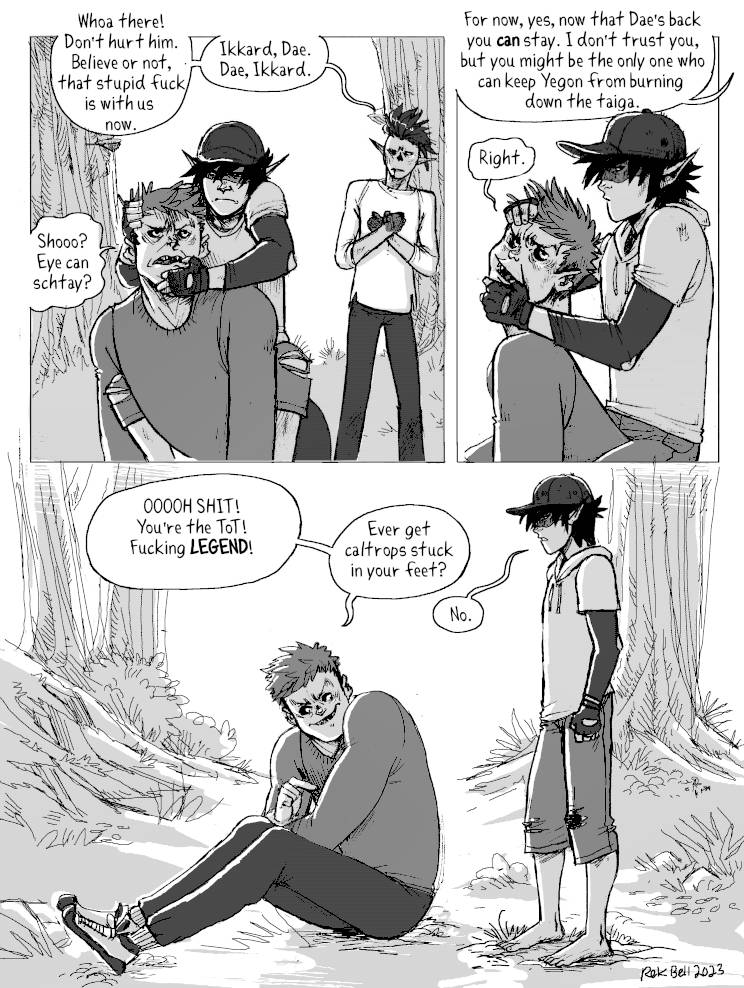 Whoa there!
Don't hurt him.
Believe or not,
that stupid fuck
is with us
now.
Ikkard, Dae.
Dae, Ikkard.
Shooo?
Eye can
schtay?
For now, yes, now that Dae's back
you can stay. I don't trust you,
but you might be the only one who
can keep Yegon from burning
down the taiga.
Right.
OOOOH SHIT!
You're the ToT!
Fucking LEGEND!
Ever get
caltrops stuck
in your feet?
No.
Rek Bell 2023